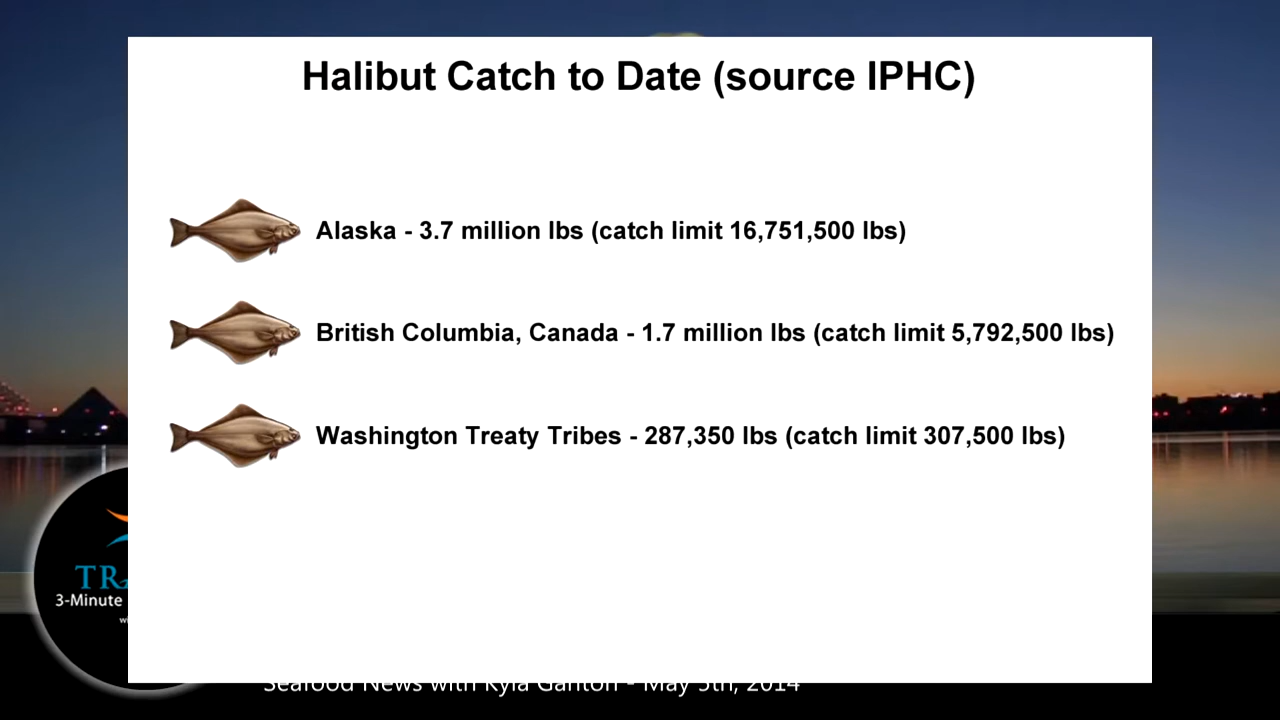 Halibut Catch to Date (source IPHC)
Alaska - 3.7 million lbs (catch limit 16,751,500 lbs)
British Columbia, Canada - 1.7 million lbs (catch limit 5,792,500 lbs)
Washington Treaty Tribes - 287,350 lbs (catch limit 307,500 lbs)
3-Minute
Seafood News with Kyla Ganton - May 5th, 2014